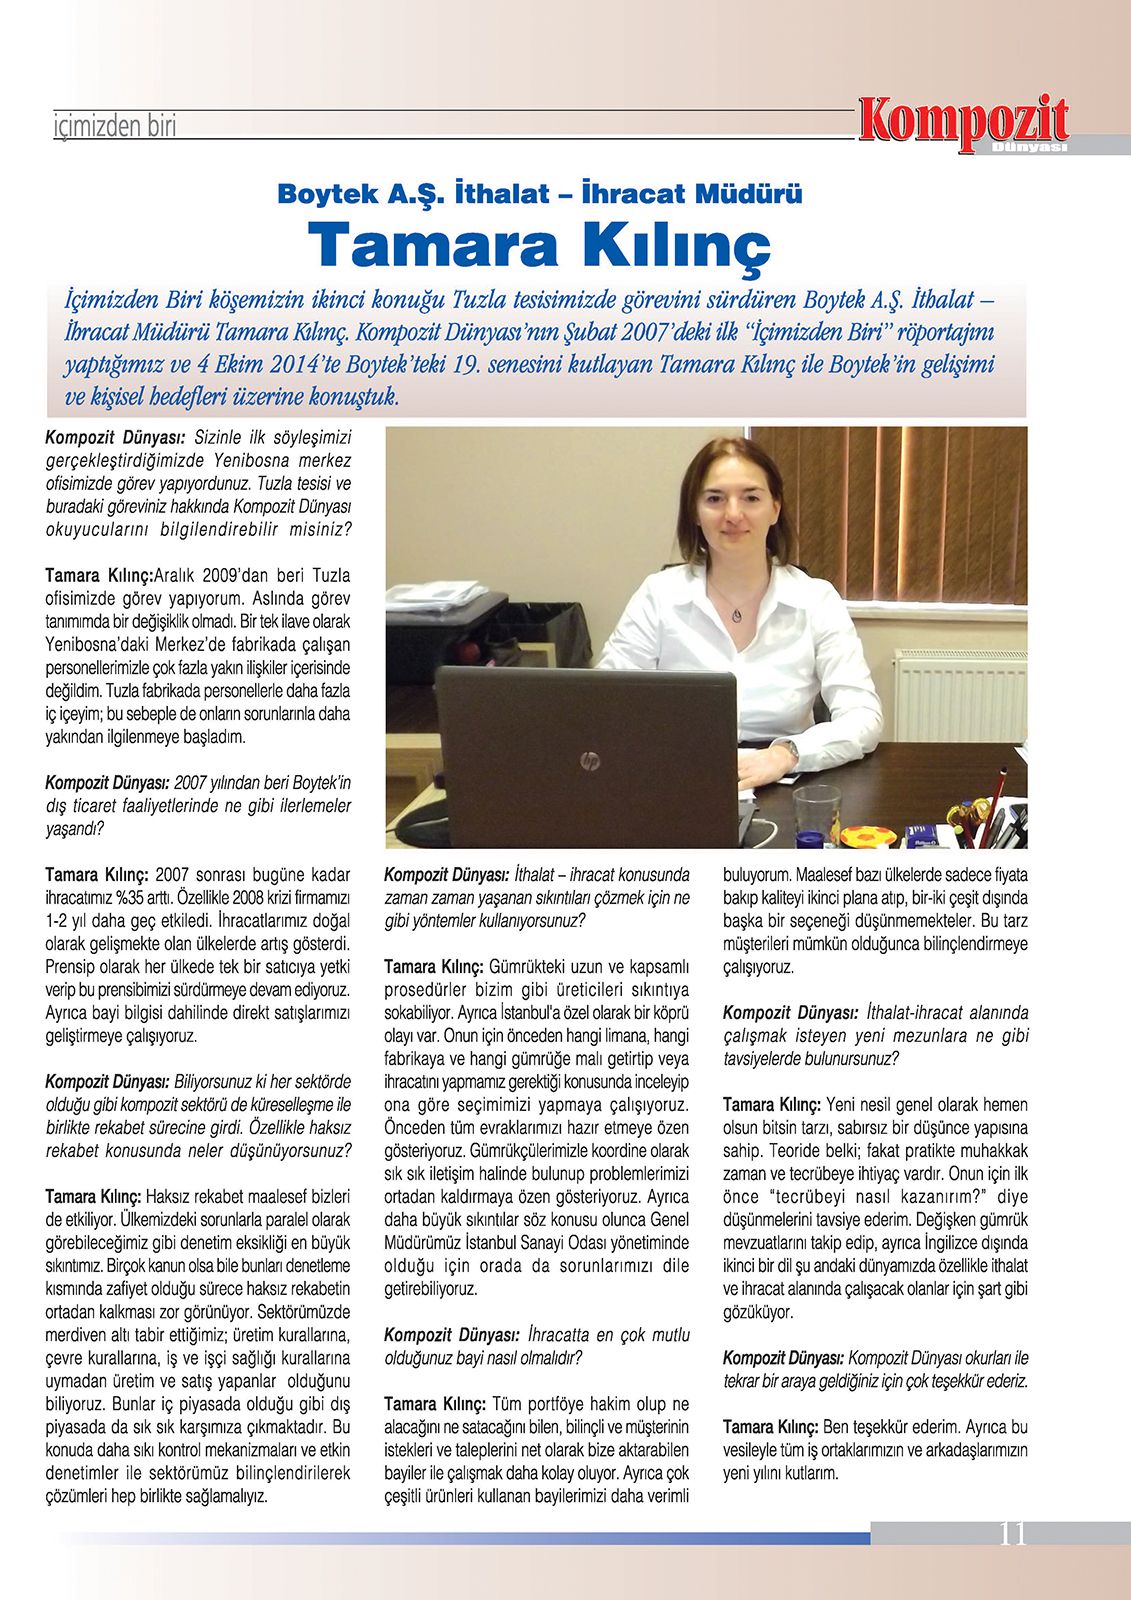 içimizden biri
Kompozit
Dünyası
Boytek A.Ş. İthalat – İhracat Müdürü
Tamara Kılınç
İçimizden Biri köşemizin ikinci konuğu Tuzla tesisimizde görevini sürdüren Boytek A.Ş. İthalat –
İhracat Müdürü Tamara Kılınç. Kompozit Dünyası’nın Şubat 2007’deki ilk “İçimizden Biri” röportajını
yaptığımız ve 4 Ekim 2014’te Boytek’teki 19. senesini kutlayan Tamara Kılınç ile Boytek’in gelişimi
ve kişisel hedefleri üzerine konuştuk.
Kompozit Dünyası: Sizinle ilk söyleşimizi
gerçekleştirdiğimizde Yenibosna merkez
ofisimizde görev yapıyordunuz. Tuzla tesisi ve
buradaki göreviniz hakkında Kompozit Dünyası
okuyucularını bilgilendirebilir misiniz?
Tamara Kılınç:Aralık 2009’dan beri Tuzla
ofisimizde görev yapıyorum. Aslında görev
tanımımda bir değişiklik olmadı. Bir tek ilave olarak
Yenibosna’daki Merkez’de fabrikada çalışan
personellerimizle çok fazla yakın ilişkiler içerisinde
değildim. Tuzla fabrikada personellerle daha fazla
iç içeyim; bu sebeple de onların sorunlarınla daha
yakından ilgilenmeye başladım.
Kompozit Dünyası: 2007 yılından beri Boytek’in
dış ticaret faaliyetlerinde ne gibi ilerlemeler
yaşandı?
Tamara Kılınç: 2007 sonrası bugüne kadar
ihracatımız %35 arttı. Özellikle 2008 krizi firmamızı
1-2 yıl daha geç etkiledi. İhracatlarımız doğal
olarak gelişmekte olan ülkelerde artış gösterdi.
Prensip olarak her ülkede tek bir satıcıya yetki
verip bu prensibimizi sürdürmeye devam ediyoruz.
Ayrıca bayi bilgisi dahilinde direkt satışlarımızı
geliştirmeye çalışıyoruz.
Kompozit Dünyası: Biliyorsunuz ki her sektörde
olduğu gibi kompozit sektörü de küreselleşme ile
birlikte rekabet sürecine girdi. Özellikle haksız
rekabet konusunda neler düşünüyorsunuz?
Tamara Kılınç: Haksız rekabet maalesef bizleri
de etkiliyor. Ülkemizdeki sorunlarla paralel olarak
görebileceğimiz gibi denetim eksikliği en büyük
sıkıntımız. Birçok kanun olsa bile bunları denetleme
kısmında zafiyet olduğu sürece haksız rekabetin
ortadan kalkması zor görünüyor. Sektörümüzde
merdiven altı tabir ettiğimiz; üretim kurallarına,
çevre kurallarına, iş ve işçi sağlığı kurallarına
uymadan üretim ve satış yapanlar olduğunu
biliyoruz. Bunlar iç piyasada olduğu gibi dış
piyasada da sık sık karşımıza çıkmaktadır. Bu
konuda daha sıkı kontrol mekanizmaları ve etkin
denetimler ile sektörümüz bilinçlendirilerek
çözümleri hep birlikte sağlamalıyız.
hp
Kompozit Dünyası: İthalat – ihracat konusunda
zaman zaman yaşanan sıkıntıları çözmek için ne
gibi yöntemler kullanıyorsunuz?
Tamara Kılınç: Gümrükteki uzun ve kapsamlı
prosedürler bizim gibi üreticileri sıkıntıya
sokabiliyor. Ayrıca İstanbul'a özel olarak bir köprü
olayı var. Onun için önceden hangi limana, hangi
fabrikaya ve hangi gümrüğe malı getirtip veya
ihracatını yapmamız gerektiği konusunda inceleyip
ona göre seçimimizi yapmaya çalışıyoruz.
Önceden tüm evraklarımızı hazır etmeye özen
gösteriyoruz. Gümrükçülerimizle koordine olarak
sık sık iletişim halinde bulunup problemlerimizi
ortadan kaldırmaya özen gösteriyoruz. Ayrıca
daha büyük sıkıntılar söz konusu olunca Genel
Müdürümüz İstanbul Sanayi Odası yönetiminde
olduğu için orada da sorunlarımızı dile
getirebiliyoruz.
Kompozit Dünyası: İhracatta en çok mutlu
olduğunuz bayi nasıl olmalıdır?
Tamara Kılınç: Tüm portföye hakim olup ne
alacağını ne satacağını bilen, bilinçli ve müşterinin
istekleri ve taleplerini net olarak bize aktarabilen
bayiler ile çalışmak daha kolay oluyor. Ayrıca çok
çeşitli ürünleri kullanan bayilerimizi daha verimli
buluyorum. Maalesef bazı ülkelerde sadece fiyata
bakıp kaliteyi ikinci plana atıp, bir-iki çeşit dışında
başka bir seçeneği düşünmemekteler. Bu tarz
müşterileri mümkün olduğunca bilinçlendirmeye
çalışıyoruz.
Kompozit Dünyası: İthalat-ihracat alanında
çalışmak isteyen yeni mezunlara ne gibi
tavsiyelerde bulunursunuz?
Tamara Kılınç: Yeni nesil genel olarak hemen
olsun bitsin tarzı, sabırsız bir düşünce yapısına
sahip. Teoride belki; fakat pratikte muhakkak
zaman ve tecrübeye ihtiyaç vardır. Onun için ilk
önce “tecrübeyi nasıl kazanırım?” diye
düşünmelerini tavsiye ederim. Değişken gümrük
mevzuatlarını takip edip, ayrıca İngilizce dışında
ikinci bir dil şu andaki dünyamızda özellikle ithalat
ve ihracat alanında çalışacak olanlar için şart gibi
gözüküyor.
Kompozit Dünyası: Kompozit Dünyası okurları ile
tekrar bir araya geldiğiniz için çok teşekkür ederiz.
Tamara Kılınç: Ben teşekkür ederim. Ayrıca bu
vesileyle tüm iş ortaklarımızın ve arkadaşlarımızın
yeni yılını kutlarım.
11